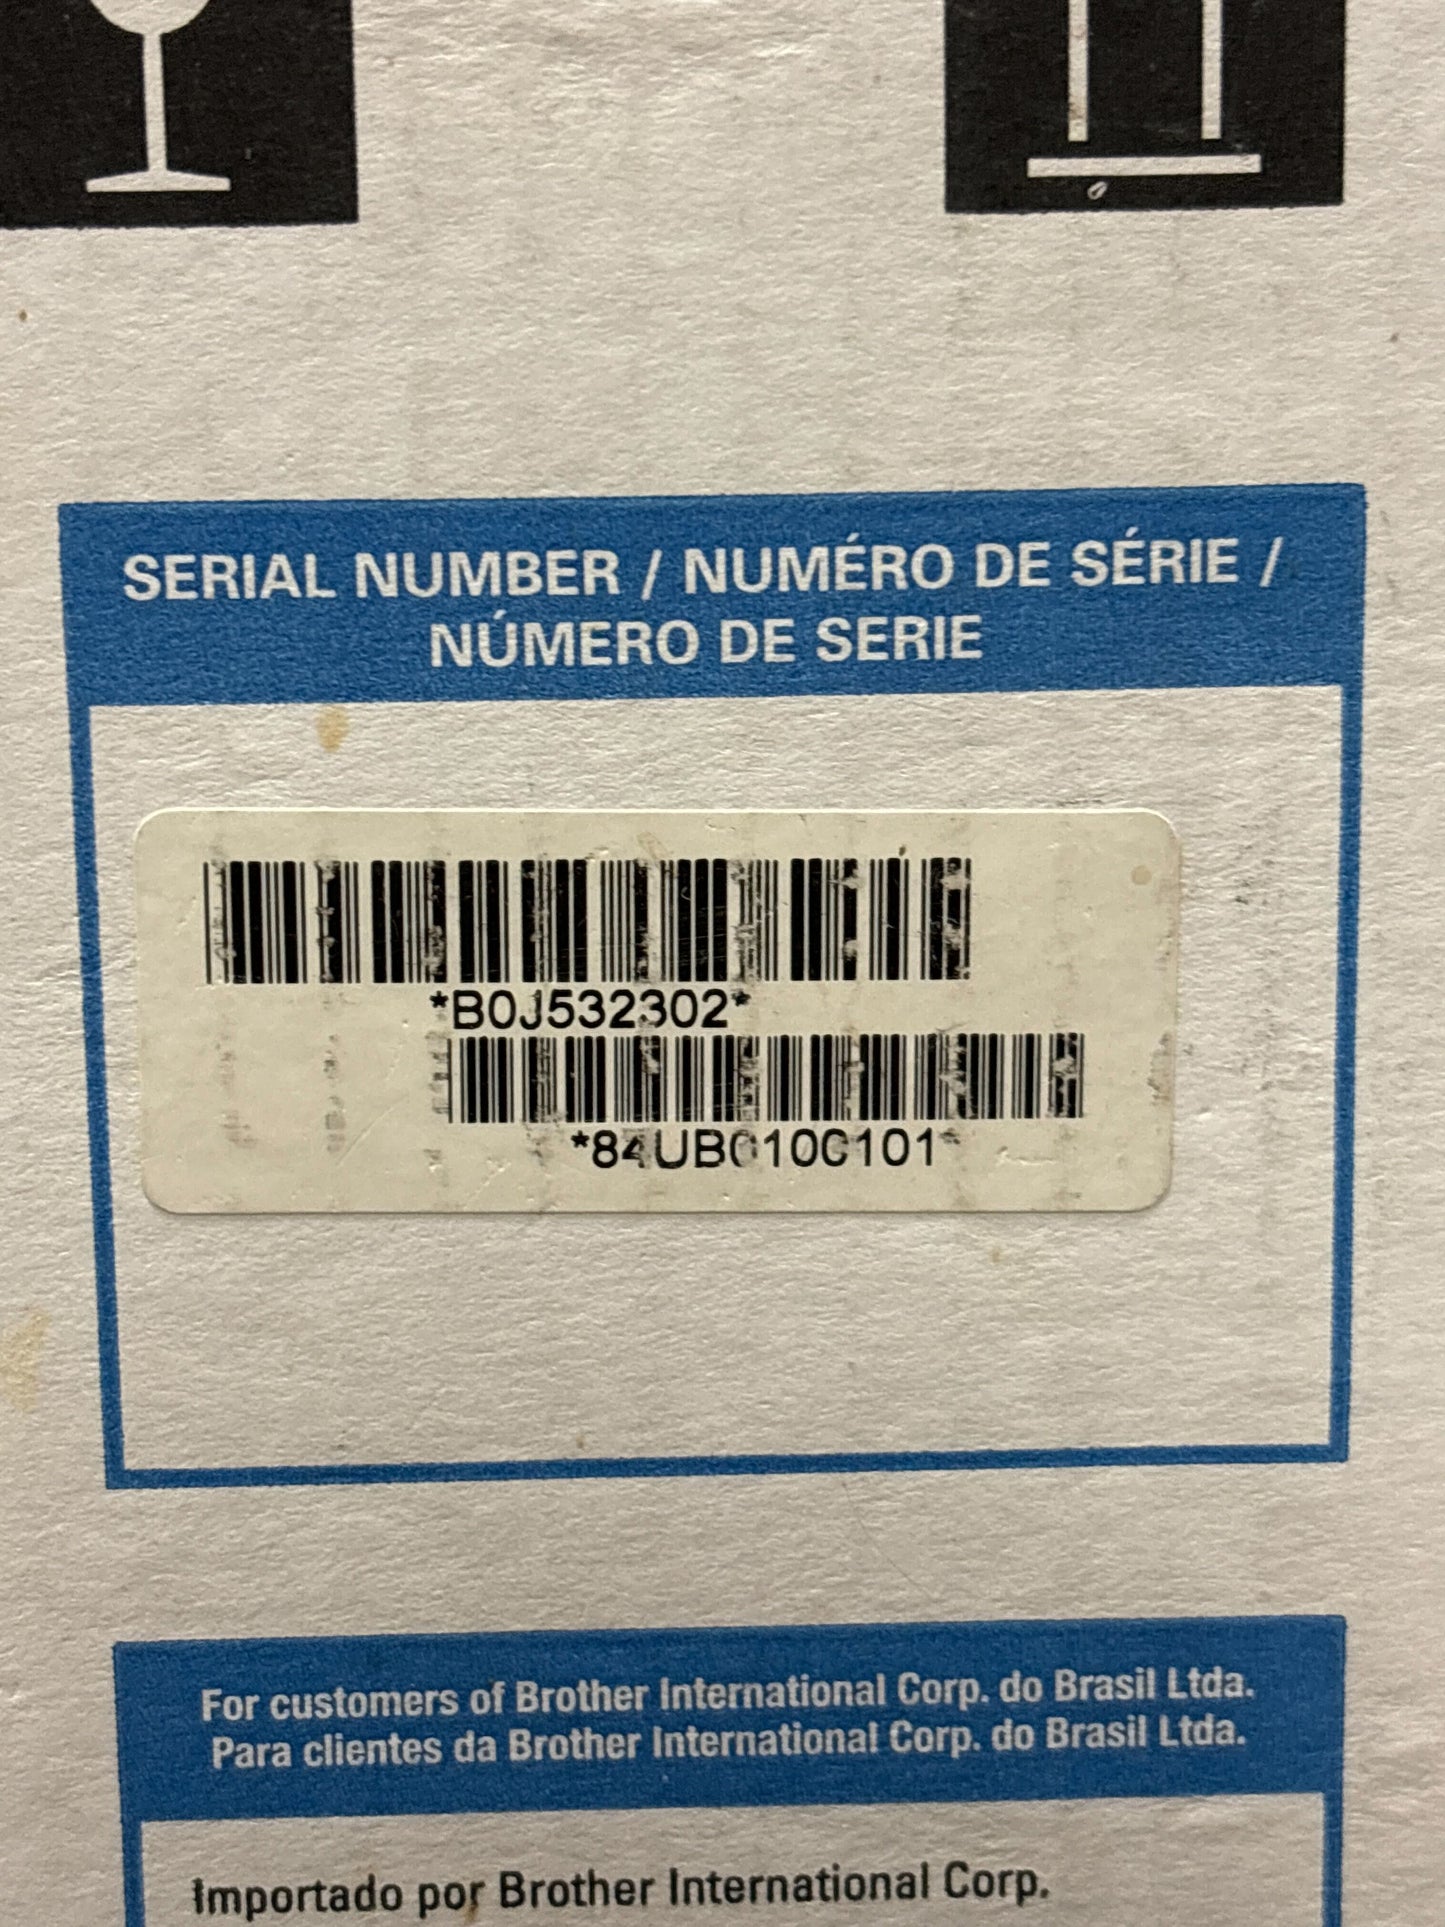 SERIAL NUMBER / NUMÉRO DE SÉRIE /
NÚMERO DE SERIE
*B0J532302*
*84UB0100101*
For customers of Brother International Corp. do Brasil Ltda.
Para clientes da Brother International Corp. do Brasil Ltda.
Importado por Brother International Corp.